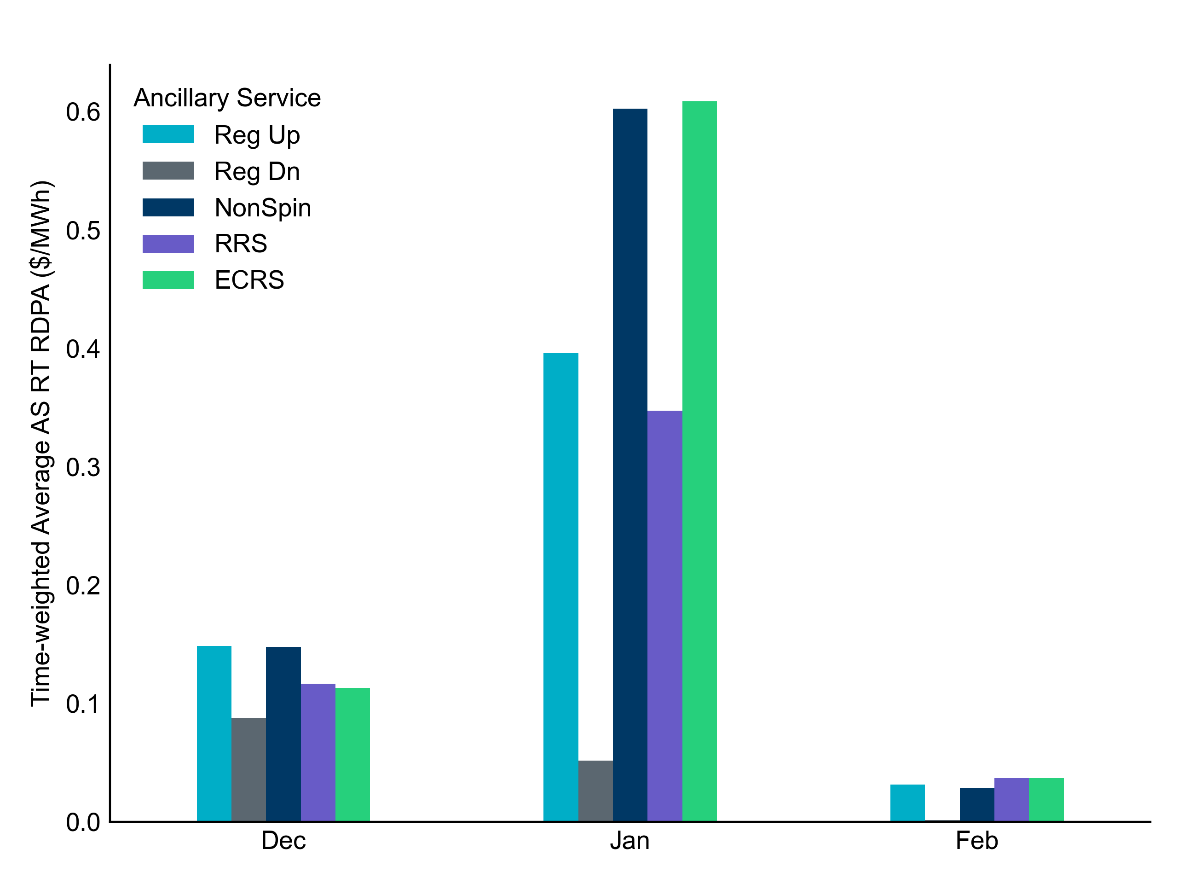 Ancillary Service
Reg Up
Reg Dn
NonSpin
RRS
ECRS
Time-weighted Average AS RT RDPA ($/MWh)
0.6
0.5
0.4
0.3
0.2
0.1
0.0
Dec
Jan
Feb